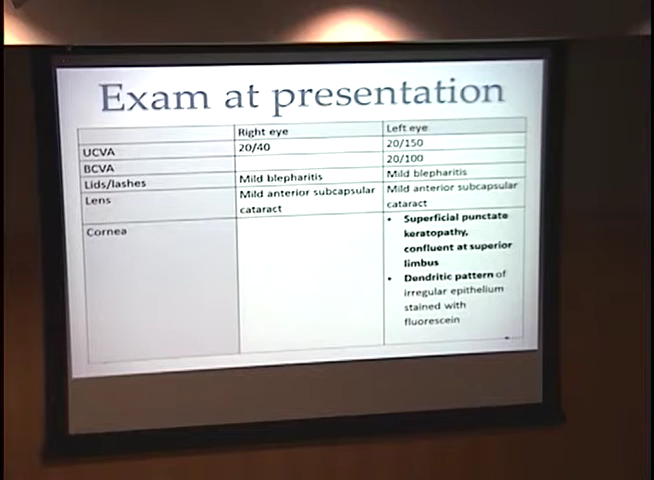 Exam at presentation
Right eye Left eye
UCVA 20/40 20/150
BCVA 20/100
Lids/lashes Mild blepharitis Mild blepharitis
Lens Mild anterior subcapsular Mild anterior subcapsular
cataract cataract
Cornea • Superficial punctate
keratopathy,
confluent at superior
limbus
• Dendritic pattern of
irregular epithelium
stained with
fluorescein